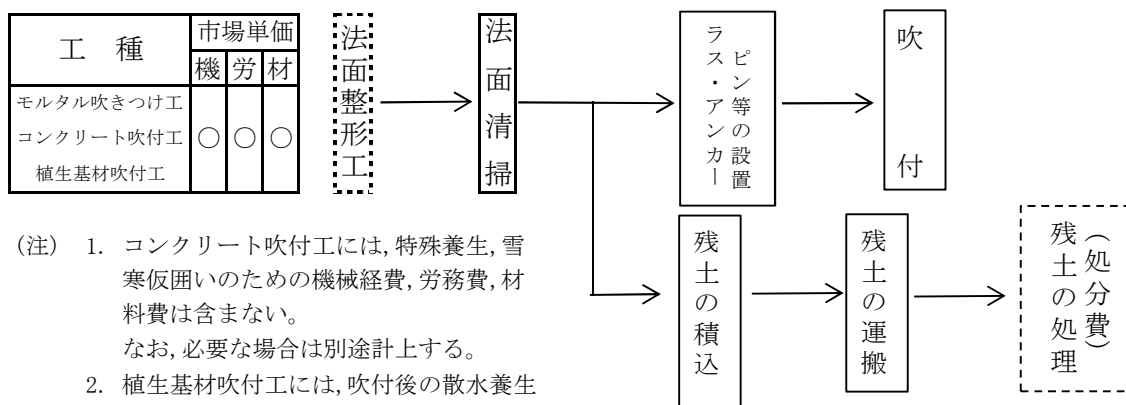 工 種
市場単価
機 労 材
モルタル吹きつけ工
コンクリート吹付工 ○ ○ ○
植生基材吹付工
法面整形工
法面清掃
ラス・アンカー
ピン等の設置
吹付
残土の積込
残土の運搬
残土の処理
(処分費)
(注) 1. コンクリート吹付工には,特殊養生,雪
寒仮囲いのための機械経費,労務費,材
料費は含まない。
なお,必要な場合は別途計上する。
2. 植生基材吹付工には,吹付後の散水養生